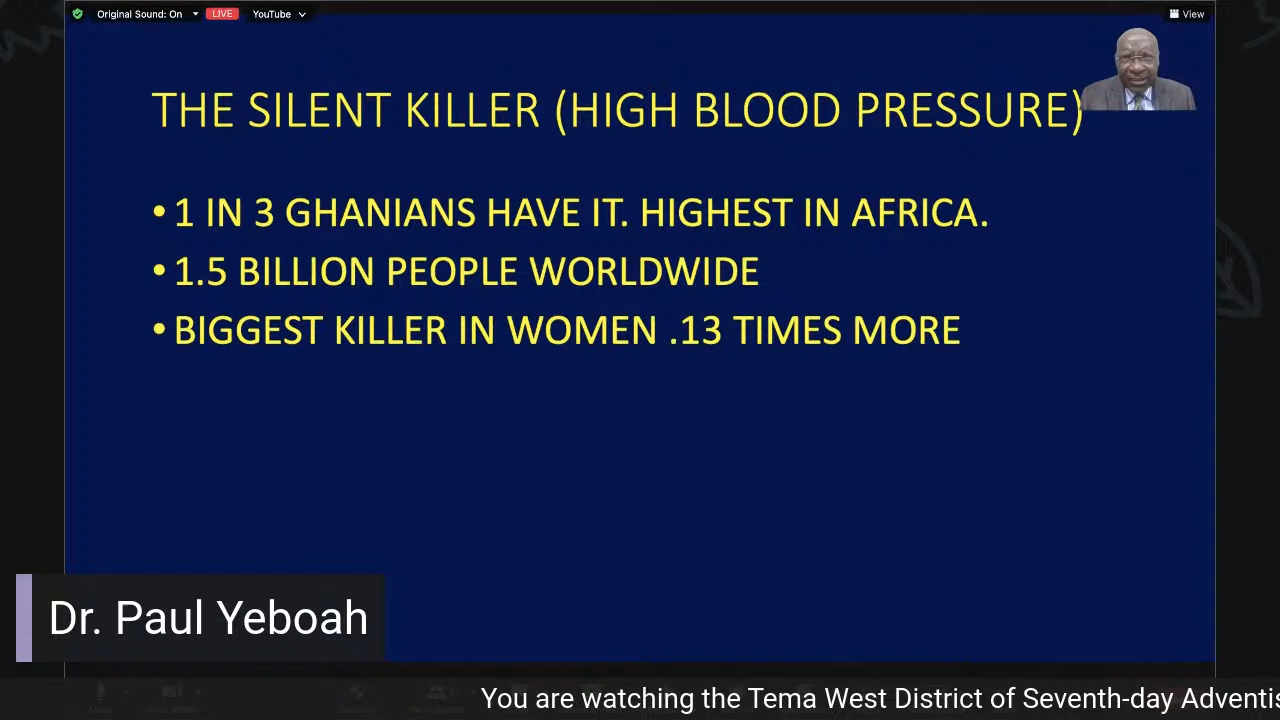 Original Sound: On LIVE YouTube View
THE SILENT KILLER (HIGH BLOOD PRESSURE)
• 1 IN 3 GHANIANS HAVE IT. HIGHEST IN AFRICA.
• 1.5 BILLION PEOPLE WORLDWIDE
• BIGGEST KILLER IN WOMEN .13 TIMES MORE
Dr. Paul Yeboah
You are watching the Tema West District of Seventh-day Adventis